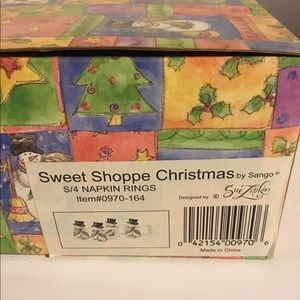 Sweet Shoppe Christmas by Sango®
S/4 NAPKIN RINGS
Item#0970-164
Designed by © Sue Zipkin
0 42154 00970 6
Made in China